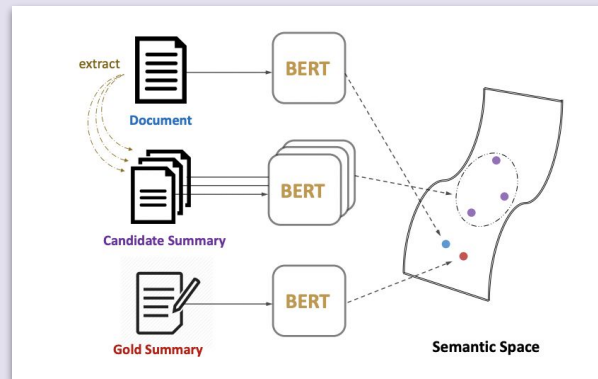 extract
BERT
Document
BERT
Candidate Summary
BERT
Gold Summary
Semantic Space